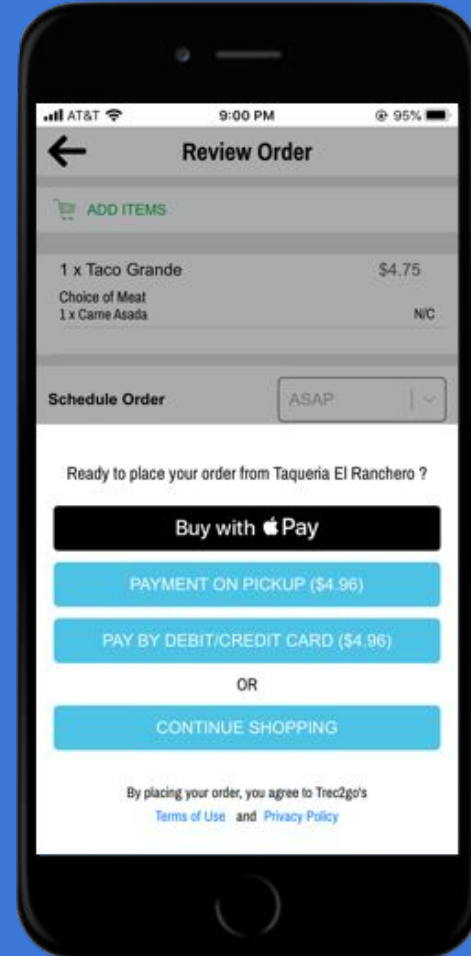 AT&T 9:00 PM 95%
Review Order
ADD ITEMS
1 x Taco Grande $4.75
Choice of Meat
1 x Carne Asada N/C
Schedule Order ASAP
Ready to place your order from Taqueria El Ranchero ?
Buy with Pay
PAYMENT ON PICKUP ($4.96)
PAY BY DEBIT/CREDIT CARD ($4.96)
OR
CONTINUE SHOPPING
By placing your order, you agree to Trec2go's
Terms of Use and Privacy Policy